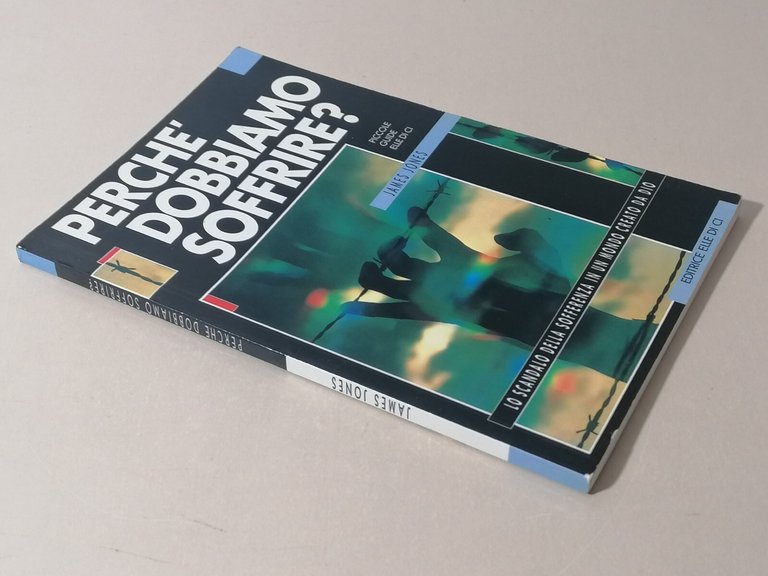 PERCHE'
DOBBIAMO
SOFFRIRE?
PICCOLE
GUIDE
ELLE DI CI
JAMES JONES
LO SCANDALO DELLA SOFFERENZA IN UN MONDO CREATO DA DIO
EDITRICE ELLE DI CI
PERCHÉ DOBBIAMO SOFFRIRE?
JAMES JONES